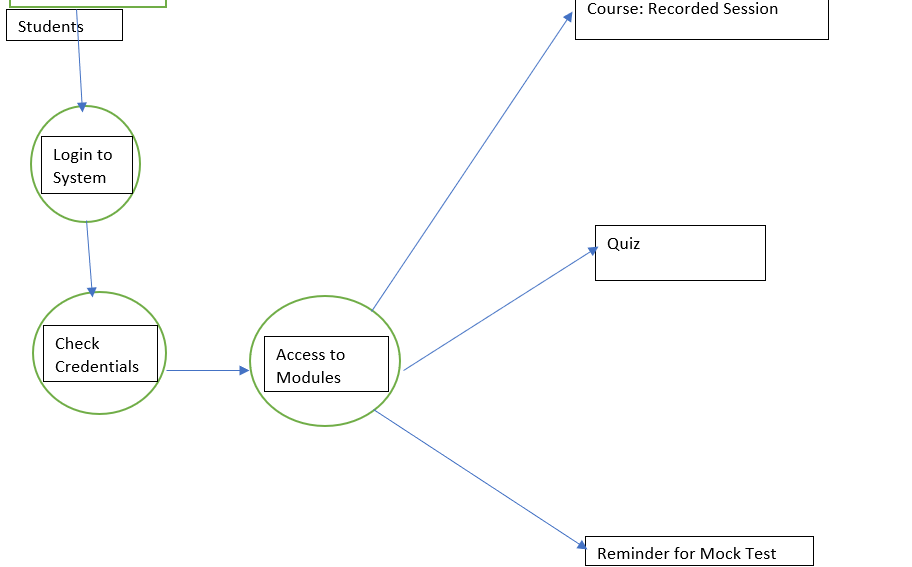 Students
Course: Recorded Session
Login to
System
Quiz
Check
Credentials
Access to
Modules
Reminder for Mock Test